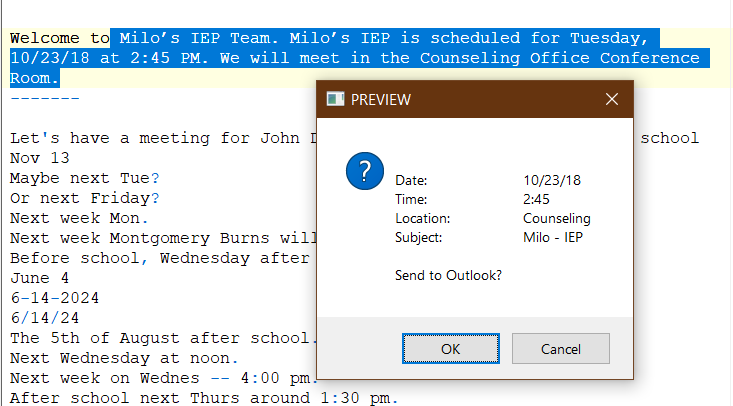 Welcome to Milo’s IEP Team. Milo’s IEP is scheduled for Tuesday,
10/23/18 at 2:45 PM. We will meet in the Counseling Office Conference
Room.
-------
Let's have a meeting for John school
Nov 13
Maybe next Tue?
Or next Friday?
Next week Mon.
Next week Montgomery Burns will
Before school, Wednesday after
June 4
6-14-2024
6/14/24
The 5th of August after school.
Next Wednesday at noon.
Next week on Wednes -- 4:00 pm.
After school next Thurs around 1:30 pm.
PREVIEW
?
Date: 10/23/18
Time: 2:45
Location: Counseling
Subject: Milo - IEP
Send to Outlook?
OK Cancel